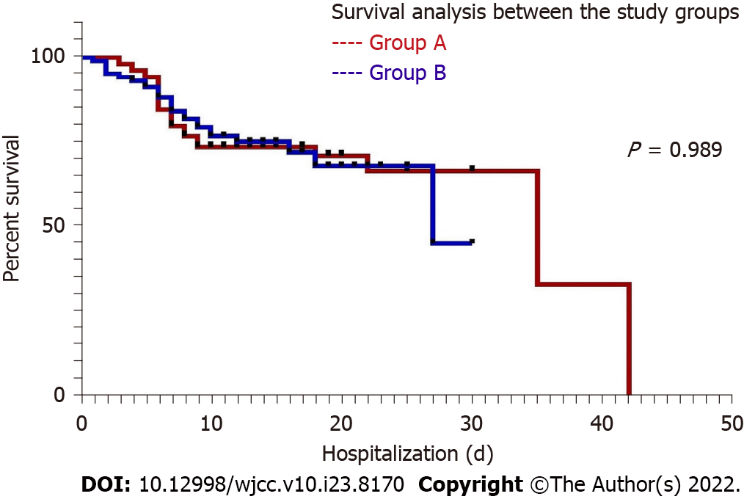 Survival analysis between the study groups
---- Group A
---- Group B
100
P = 0.989
Percent survival
50
0
0 10 20 30 40 50
Hospitalization (d)
DOI: 10.12998/wjcc.v10.i23.8170 Copyright ©The Author(s) 2022.